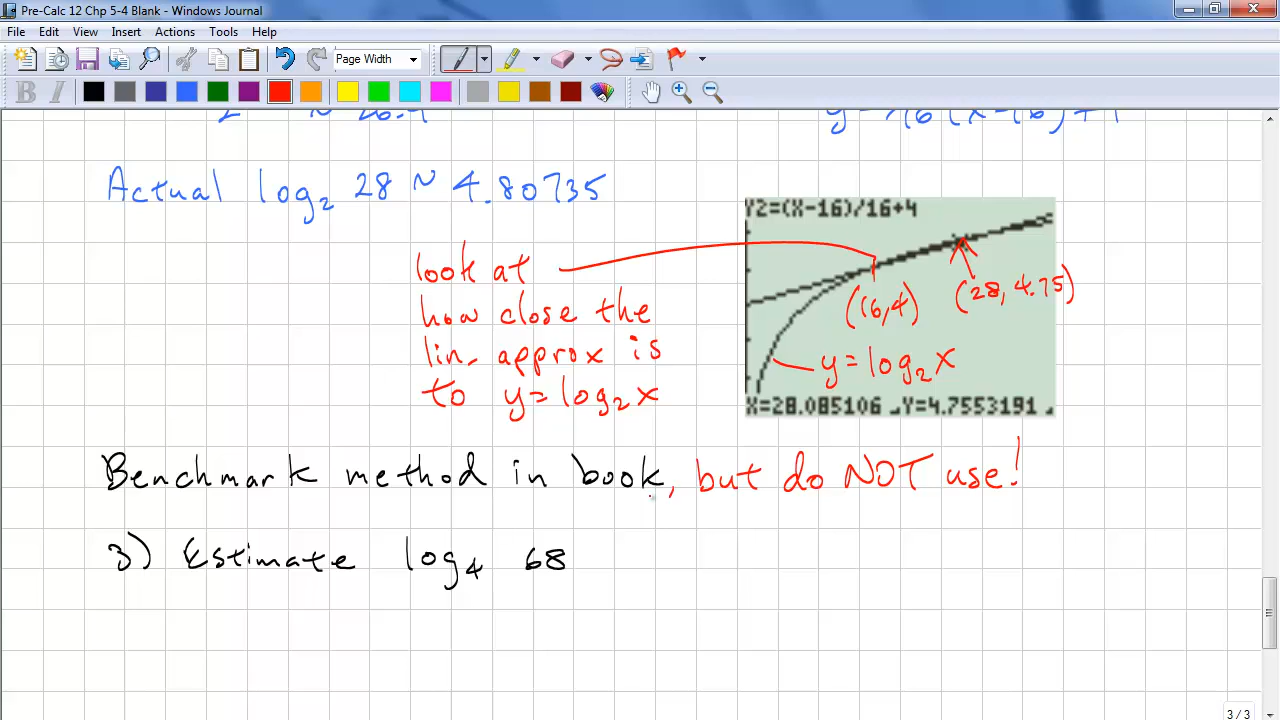 Pre-Calc 12 Chp 5-4 Blank - Windows Journal
File Edit View Insert Actions Tools Help
Page Width
Actual log₂ 28 ~ 4.80735
Y2=(X-16)/16+4
look at
how close the
lin. approx is
to y=log₂x
(16,4)
(28, 4.75)
y=log₂x
X=28.085106 Y=4.7553191
Benchmark method in book, but do NOT use!
3) Estimate log₄ 68
3/3